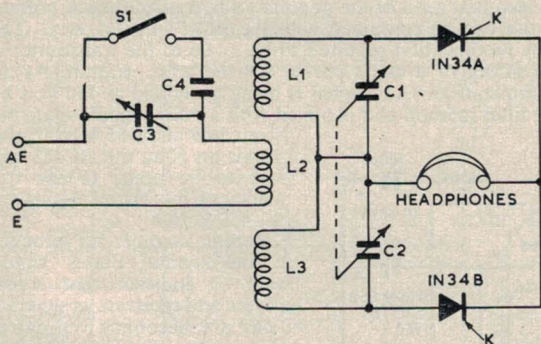 S1
K
L1
IN34A
C4
C1
C3
L2
AE
HEADPHONES
E
C2
L3
IN34B
K